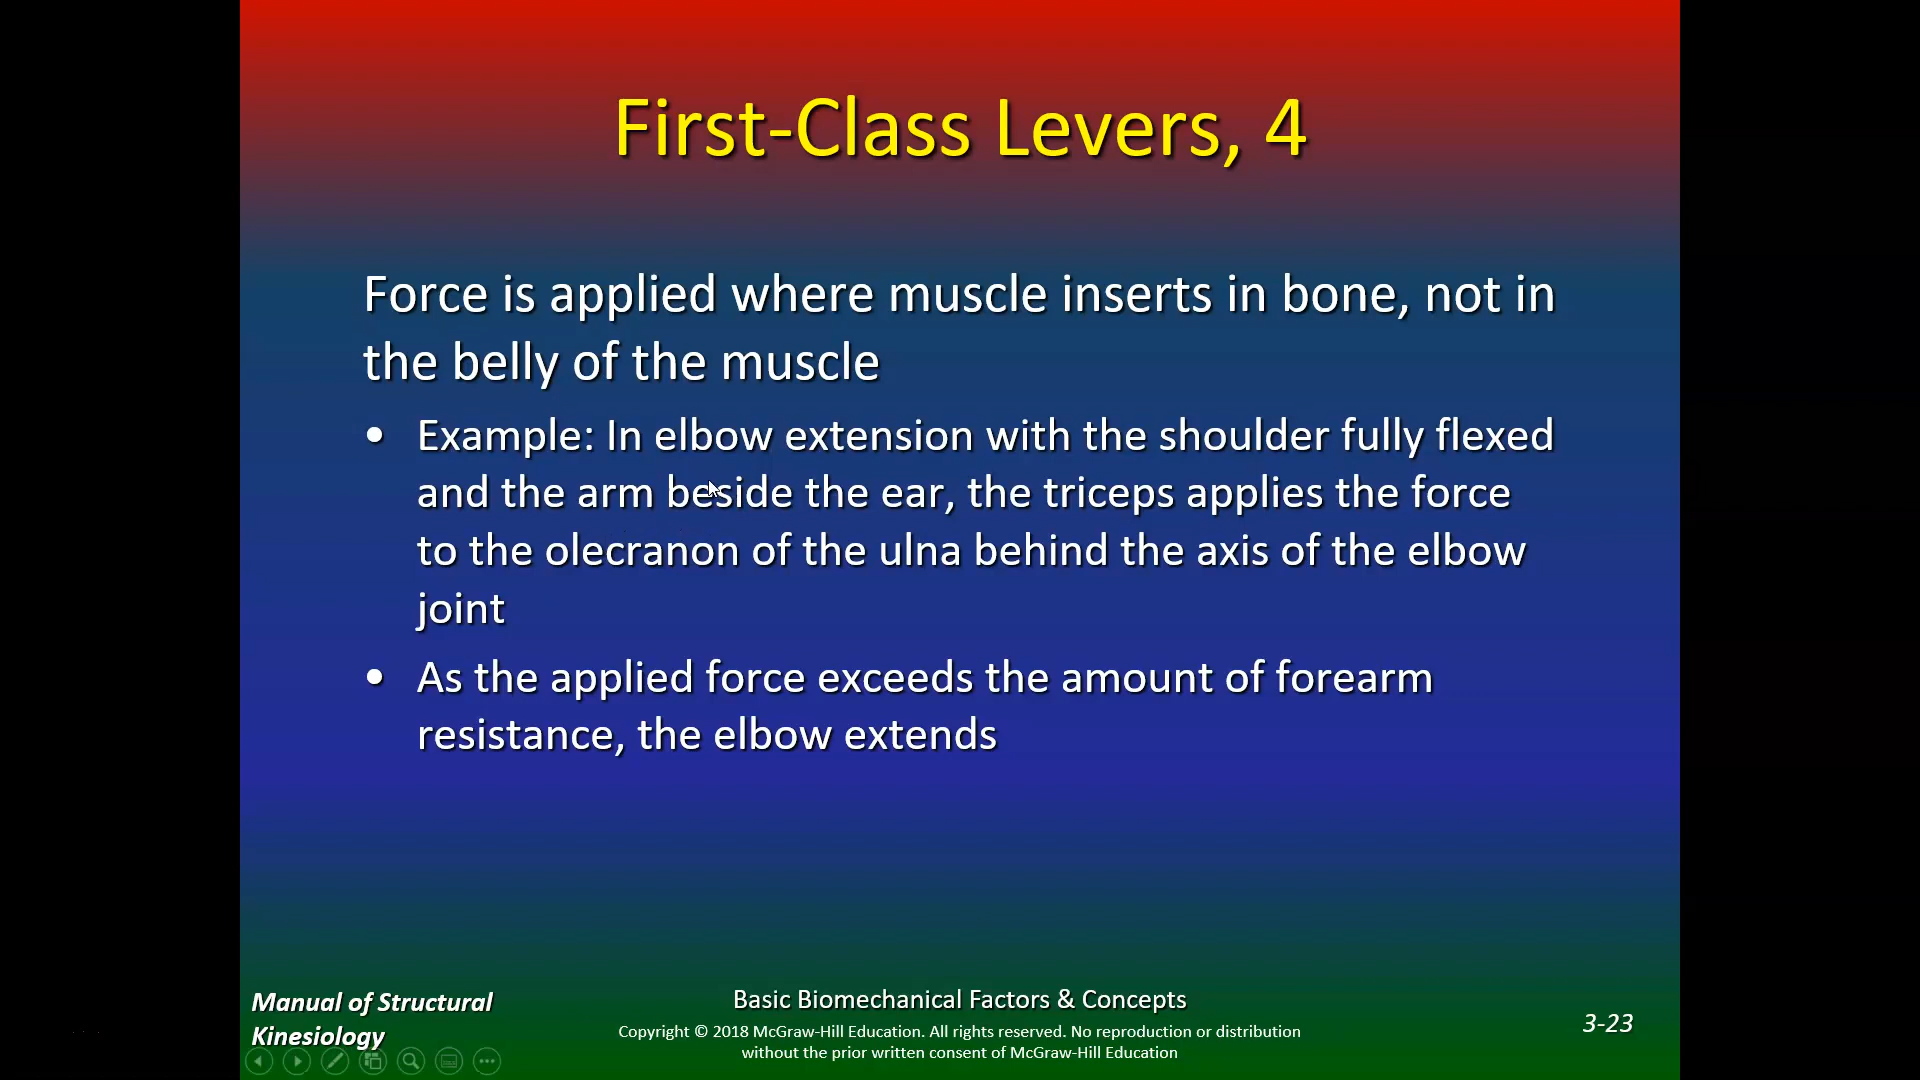 First-Class Levers, 4
Force is applied where muscle inserts in bone, not in
the belly of the muscle
• Example: In elbow extension with the shoulder fully flexed
and the arm beside the ear, the triceps applies the force
to the olecranon of the ulna behind the axis of the elbow
joint
• As the applied force exceeds the amount of forearm
resistance, the elbow extends
Manual of Structural
Kinesiology
Basic Biomechanical Factors & Concepts
Copyright © 2018 McGraw-Hill Education. All rights reserved. No reproduction or distribution
without the prior written consent of McGraw-Hill Education
3-23